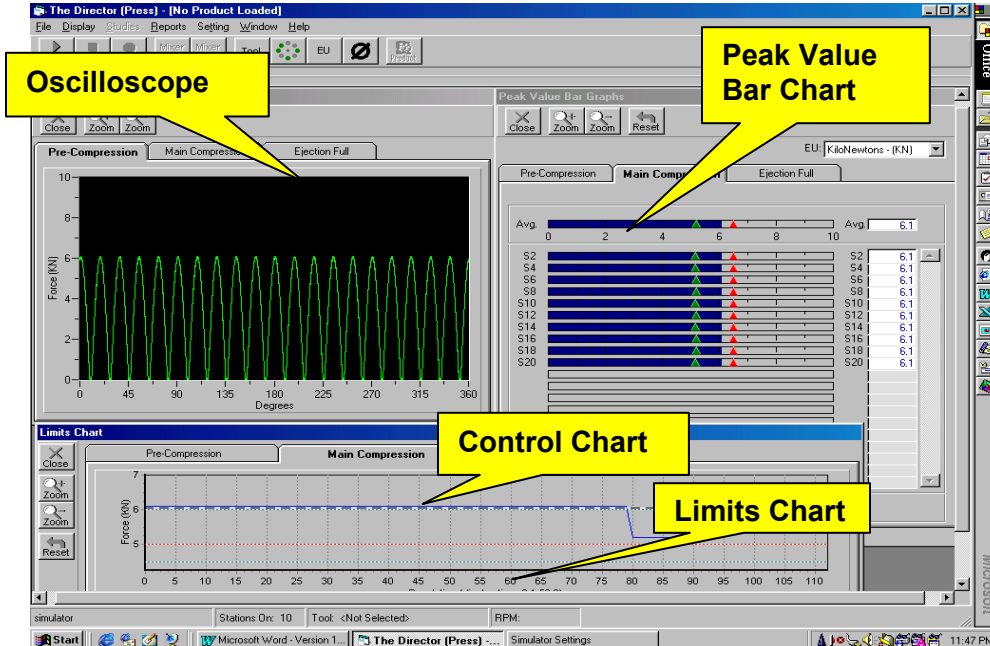 The Director (Press) - [No Product Loaded]
File Display Studies Reports Setting Window Help
Mixer Mixer Tool EU Product
Oscilloscope
Peak Value
Bar Chart
Office
Peak Value Bar Graphs
Close Zoom Zoom
Close Zoom Zoom Reset
EU: KiloNewtons - (KN)
Pre-Compression Main Compression Ejection Full
Pre-Compression Main Compression Ejection Full
10
8
6
4
2
0
Force (KN)
0 45 90 135 180 225 270 315 360
Degrees
Avg. Avg. 6.1
0 2 4 6 8 10
S2 S2 6.1
S4 S4 6.1
S6 S6 6.1
S8 S8 6.1
S10 S10 6.1
S12 S12 6.1
S14 S14 6.1
S16 S16 6.1
S18 S18 6.1
S20 S20 6.1
Limits Chart
Close
Zoom
Zoom
Reset
Pre-Compression Main Compression
Control Chart
Limits Chart
7
6
5
Force (KN)
0 5 10 15 20 25 30 35 40 45 50 55 60 65 70 75 80 85 90 95 100 105 110
Microsoft
simulator Stations On: 10 Tool: <Not Selected> RPM:
Start Microsoft Word - Version 1... The Director (Press) -... Simulator Settings 11:47 PM